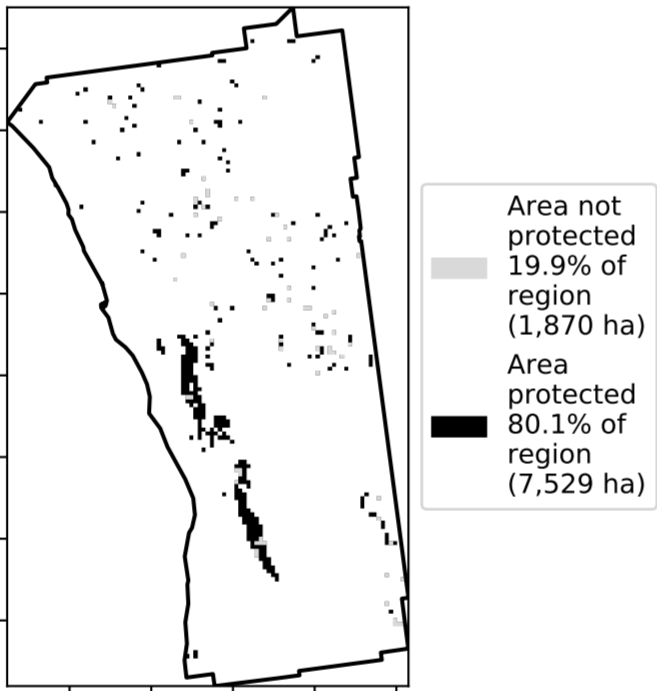 Area not
protected
19.9% of
region
(1,870 ha)
Area
protected
80.1% of
region
(7,529 ha)